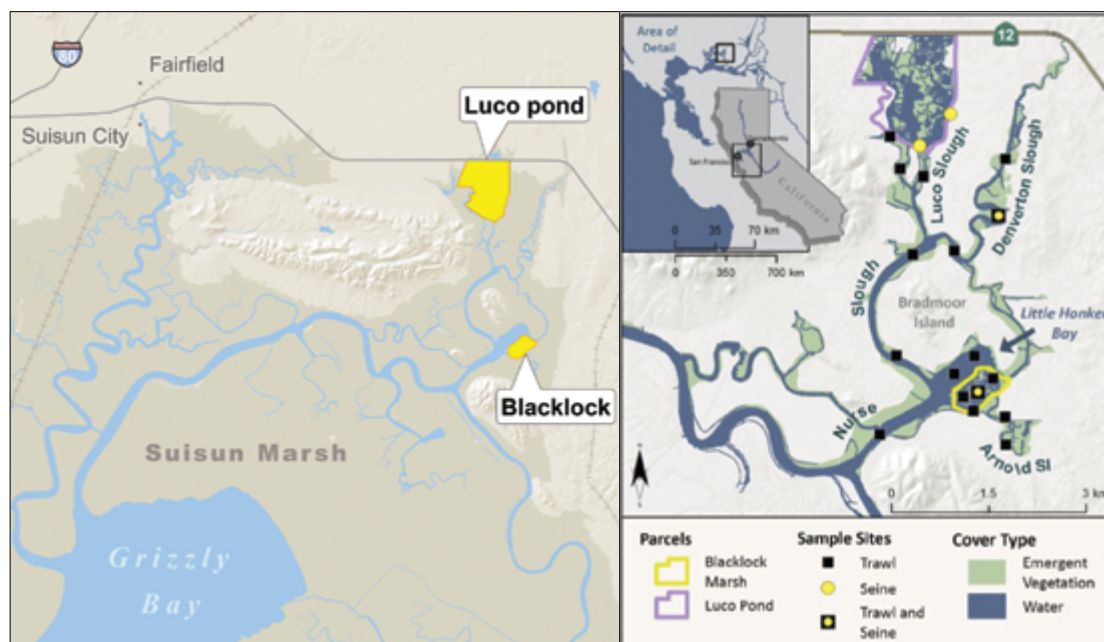 80
Fairfield
Suisun City
Luco pond
Blacklock
Suisun Marsh
Grizzly
Bay
Area of
Detail
12
Sacramento
San Francisco
California
0 35 70 km
0 350 700 km
Luco Slough
Denverton Slough
Slough
Bradmoor
Island
Little Honker
Bay
Nurse
Arnold Sl
0 1.5 3 km
Parcels
Blacklock
Marsh
Luco Pond
Sample Sites
Trawl
Seine
Trawl and
Seine
Cover Type
Emergent
Vegetation
Water